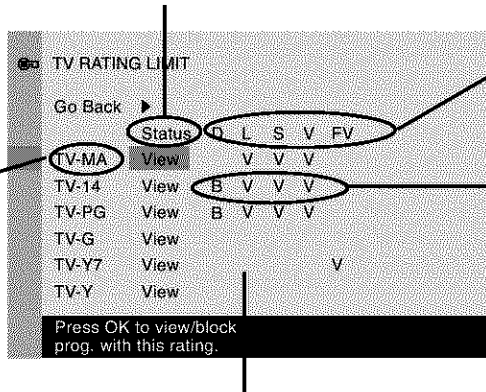 TV RATING LIMIT
Go Back
Status D L S V FV
TV-MA View V V V
TV-14 View B V V V
TV-PG View B V V V
TV-G View
TV-Y7 View V
TV-Y View
Press OK to view/block
prog. with this rating.